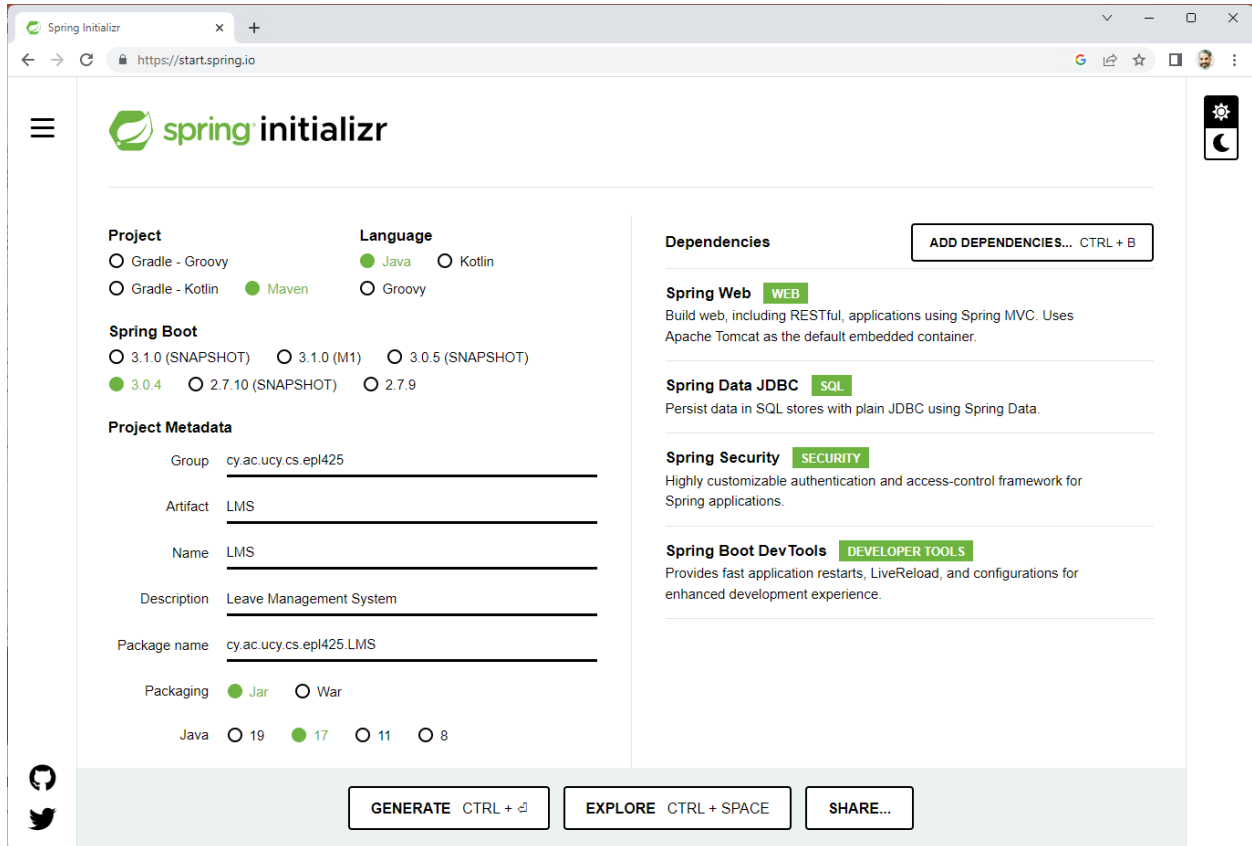 Spring Initializr
https://start.spring.io
spring initializr
Project
Gradle - Groovy
Gradle - Kotlin Maven
Language
Java Kotlin
Groovy
Spring Boot
3.1.0 (SNAPSHOT) 3.1.0 (M1) 3.0.5 (SNAPSHOT)
3.0.4 2.7.10 (SNAPSHOT) 2.7.9
Project Metadata
Group cy.ac.ucy.cs.epl425
Artifact LMS
Name LMS
Description Leave Management System
Package name cy.ac.ucy.cs.epl425.LMS
Packaging Jar War
Java 19 17 11 8
Dependencies
ADD DEPENDENCIES... CTRL + B
Spring Web WEB
Build web, including RESTful, applications using Spring MVC. Uses
Apache Tomcat as the default embedded container.
Spring Data JDBC SQL
Persist data in SQL stores with plain JDBC using Spring Data.
Spring Security SECURITY
Highly customizable authentication and access-control framework for
Spring applications.
Spring Boot DevTools DEVELOPER TOOLS
Provides fast application restarts, LiveReload, and configurations for
enhanced development experience.
GENERATE CTRL + ⏎
EXPLORE CTRL + SPACE
SHARE...